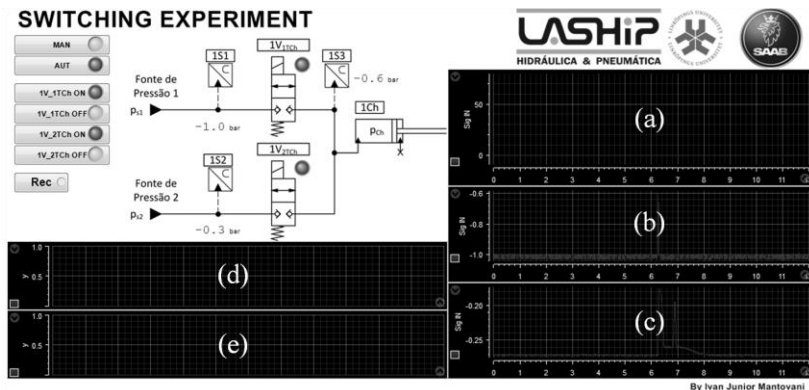 SWITCHING EXPERIMENT
LASHIP
HIDRÁULICA & PNEUMÁTICA
LINKÖPINGS UNIVERSITET
SAAB
MAN
AUT
1V_1TCh ON
1V_1TCh OFF
1V_2TCh ON
1V_2TCh OFF
Rec
1S1
C
1V1TCh
1S3
C
-0.6 bar
Fonte de
Pressão 1
ps1
-1.0 bar
1Ch
pCh
1S2
C
1V2TCh
Fonte de
Pressão 2
ps2
-0.3 bar
Sig IN
50
0
(a)
0 1 2 3 4 5 6 7 8 9 10 11
Sig IN
-0.6
-0.8
-1.0
(b)
0 1 2 3 4 5 6 7 8 9 10 11
Sig IN
-0.20
-0.25
(c)
0 1 2 3 4 5 6 7 8 9 10 11
y
1.0
0.5
(d)
y
1.0
0.5
(e)
By Ivan Junior Mantovani